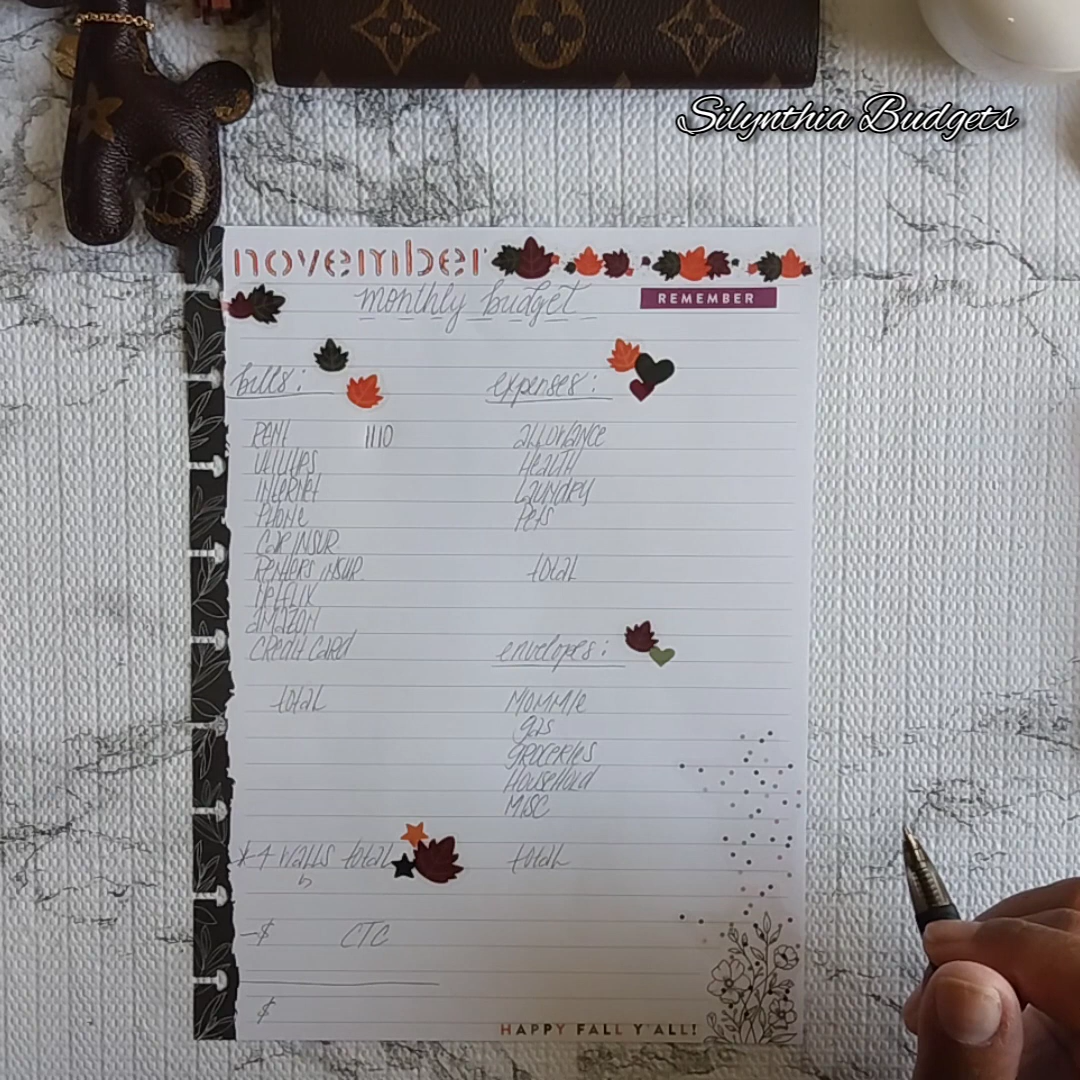 Silynthia Budgets
november
monthly budget
REMEMBER
bills:
RENT 1110
UTILITIES
INTERNET
PHONE
CAR INSUR.
RENTERS INSUR.
NETFLIX
AMAZON
CREDIT CARD
total
* 4 WALLS total
-$ CTC
$
expenses:
ALLOWANCE
HEALTH
LAUNDRY
PETS
total
envelopes:
MOMMIE
gas
GROCERIES
HOUSEHOLD
MISC
total
HAPPY FALL Y'ALL!